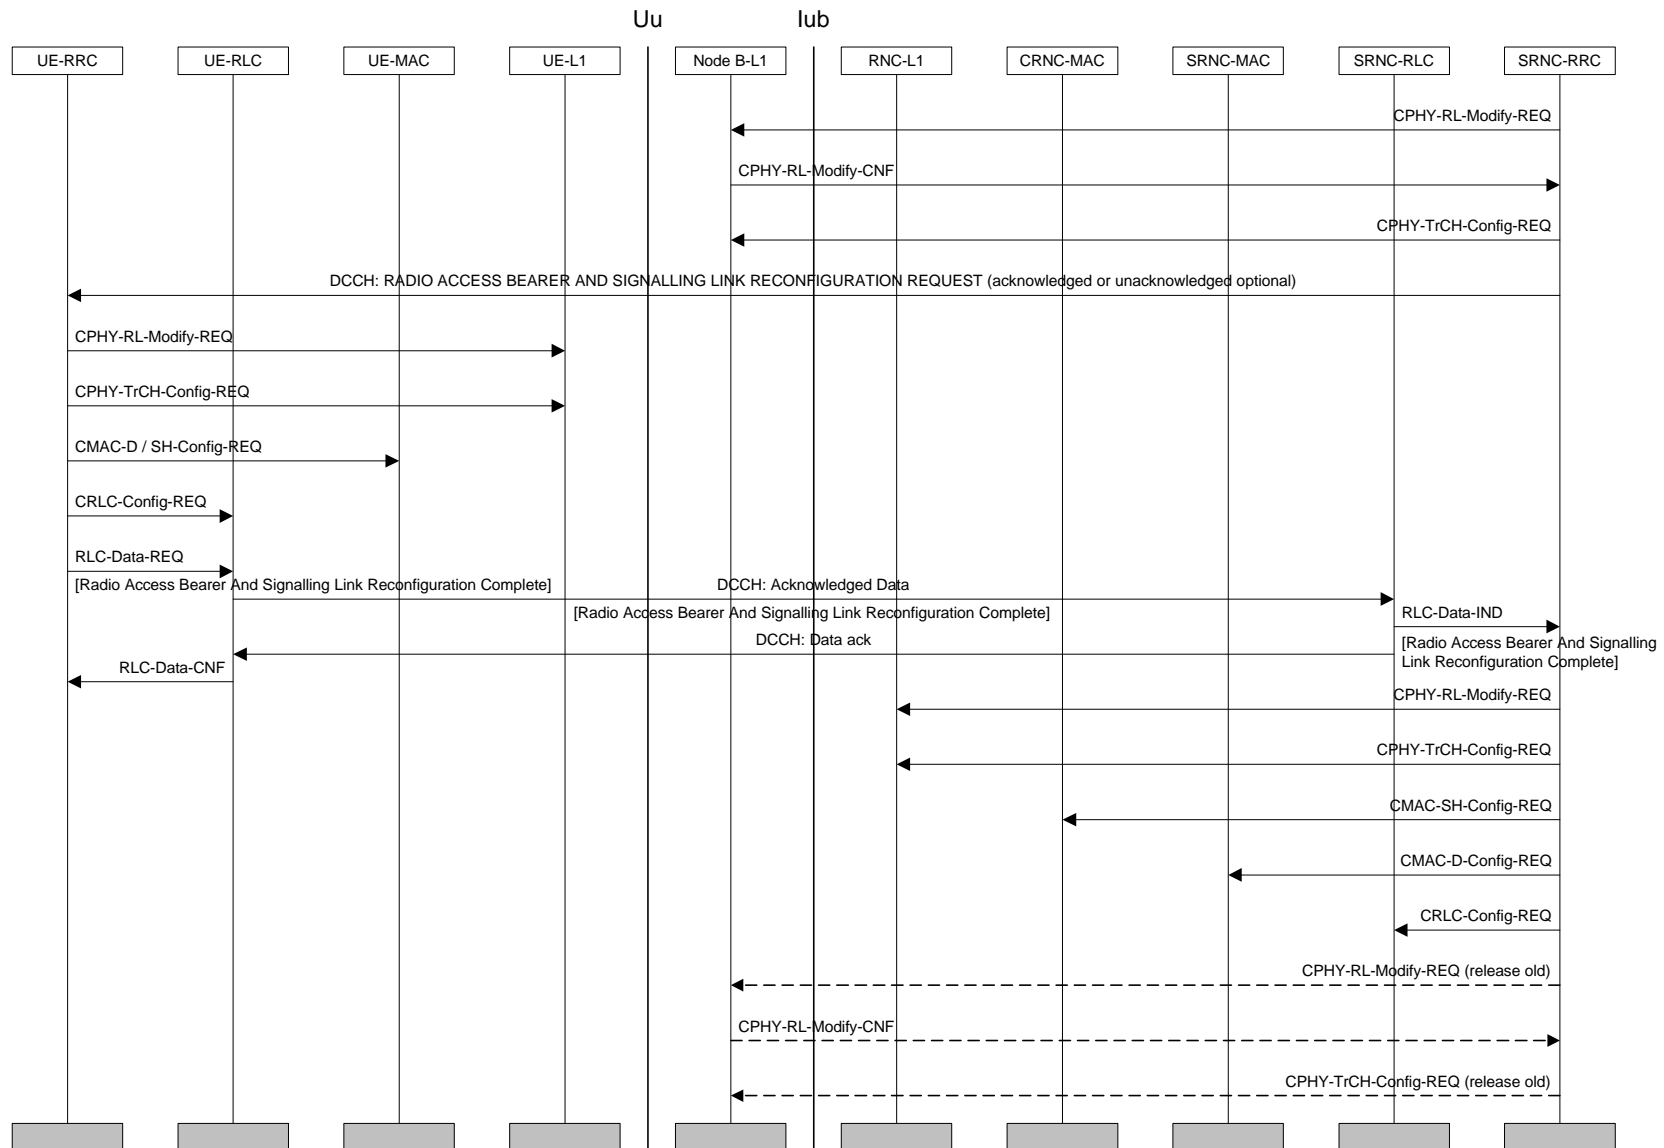 Uu
Iub
UE-RRC
UE-RLC
UE-MAC
UE-L1
Node B-L1
RNC-L1
CRNC-MAC
SRNC-MAC
SRNC-RLC
SRNC-RRC
CPHY-RL-Modify-REQ
CPHY-RL-Modify-CNF
CPHY-TrCH-Config-REQ
DCCH: RADIO ACCESS BEARER AND SIGNALLING LINK RECONFIGURATION REQUEST (acknowledged or unacknowledged optional)
CPHY-RL-Modify-REQ
CPHY-TrCH-Config-REQ
CMAC-D / SH-Config-REQ
CRLC-Config-REQ
RLC-Data-REQ
[Radio Access Bearer And Signalling Link Reconfiguration Complete]
DCCH: Acknowledged Data
[Radio Access Bearer And Signalling Link Reconfiguration Complete]
RLC-Data-IND
[Radio Access Bearer And Signalling
Link Reconfiguration Complete]
DCCH: Data ack
RLC-Data-CNF
CPHY-RL-Modify-REQ
CPHY-TrCH-Config-REQ
CMAC-SH-Config-REQ
CMAC-D-Config-REQ
CRLC-Config-REQ
CPHY-RL-Modify-REQ (release old)
CPHY-RL-Modify-CNF
CPHY-TrCH-Config-REQ (release old)